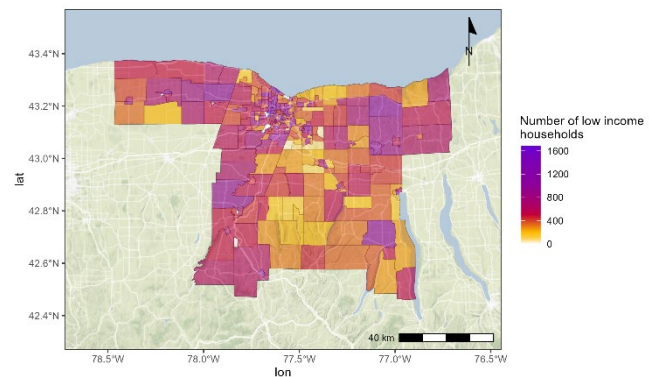 N
43.4°N
43.2°N
43.0°N
42.8°N
42.6°N
42.4°N
lat
40 km
78.5°W
78.0°W
77.5°W
77.0°W
76.5°W
lon
Number of low income
households
1600
1200
800
400
0